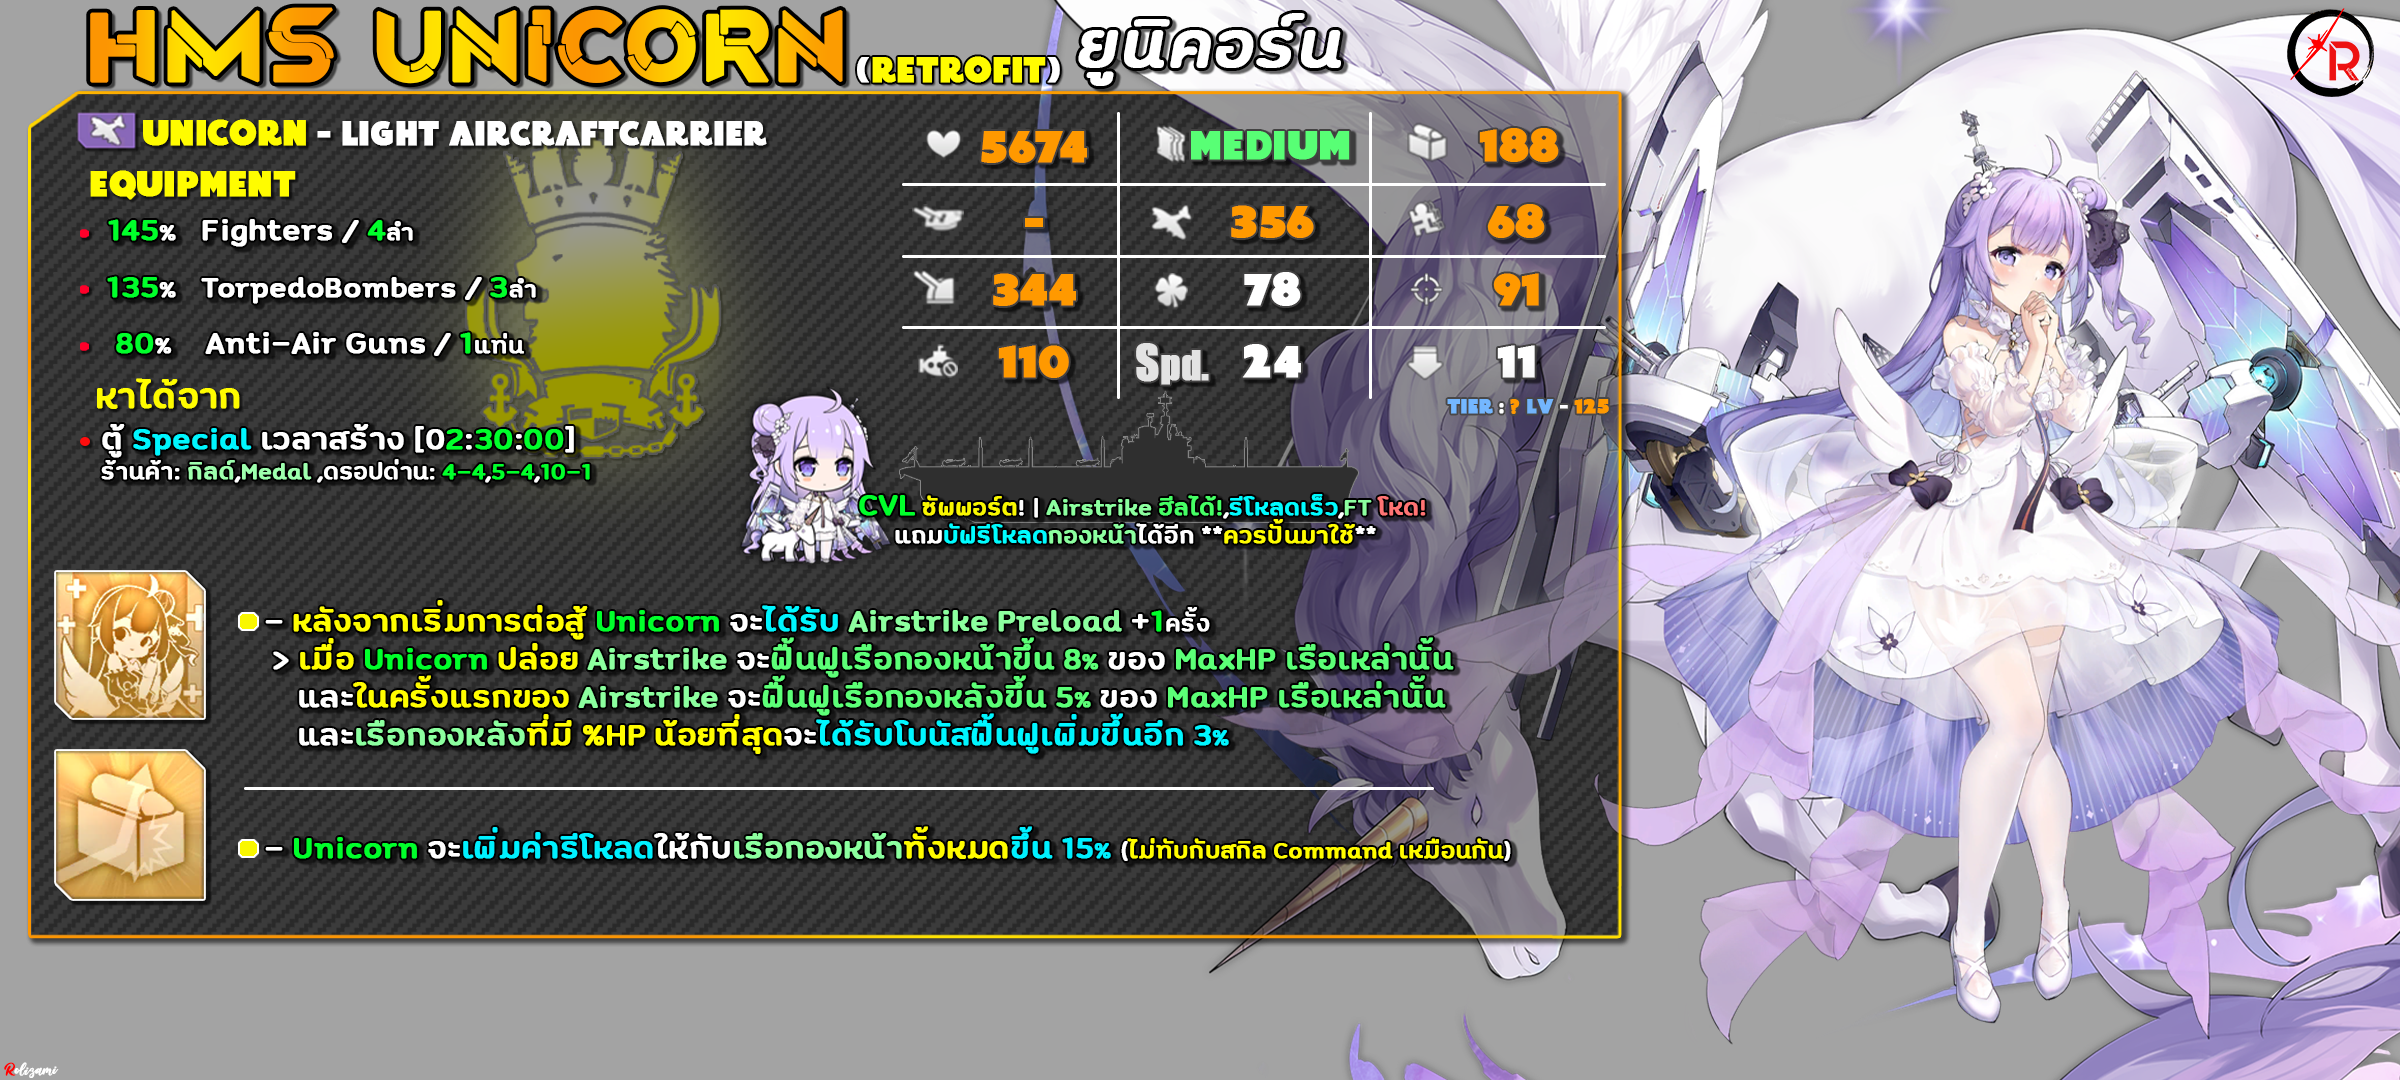 HMS UNICORN (RETROFIT) ยูนิคอร์น
R
UNICORN - LIGHT AIRCRAFTCARRIER
EQUIPMENT
145% Fighters / 4ลำ
135% TorpedoBombers / 3ลำ
80% Anti-Air Guns / 1แท่น
หาได้จาก
ตู้ Special เวลาสร้าง [02:30:00]
ร้านค้า: กิลด์,Medal ,ดรอปด่าน: 4-4,5-4,10-1
5674 MEDIUM 188
- 356 68
344 78 91
110 Spd. 24 11
TIER : ? LV - 125
CVL ซัพพอร์ต! | Airstrike ฮีลได้!,รีโหลดเร็ว,FT โหด!
แถมบัฟรีโหลดกองหน้าได้อีก **ควรปั้นมาใช้**
- หลังจากเริ่มการต่อสู้ Unicorn จะได้รับ Airstrike Preload +1ครั้ง
> เมื่อ Unicorn ปล่อย Airstrike จะฟื้นฟูเรือกองหน้าขึ้น 8% ของ MaxHP เรือเหล่านั้น
และในครั้งแรกของ Airstrike จะฟื้นฟูเรือกองหลังขึ้น 5% ของ MaxHP เรือเหล่านั้น
และเรือกองหลังที่มี %HP น้อยที่สุดจะได้รับโบนัสฟื้นฟูเพิ่มขึ้นอีก 3%
- Unicorn จะเพิ่มค่ารีโหลดให้กับเรือกองหน้าทั้งหมดขึ้น 15% (ไม่ทับกับสกิล Command เหมือนกัน)
Rolizami